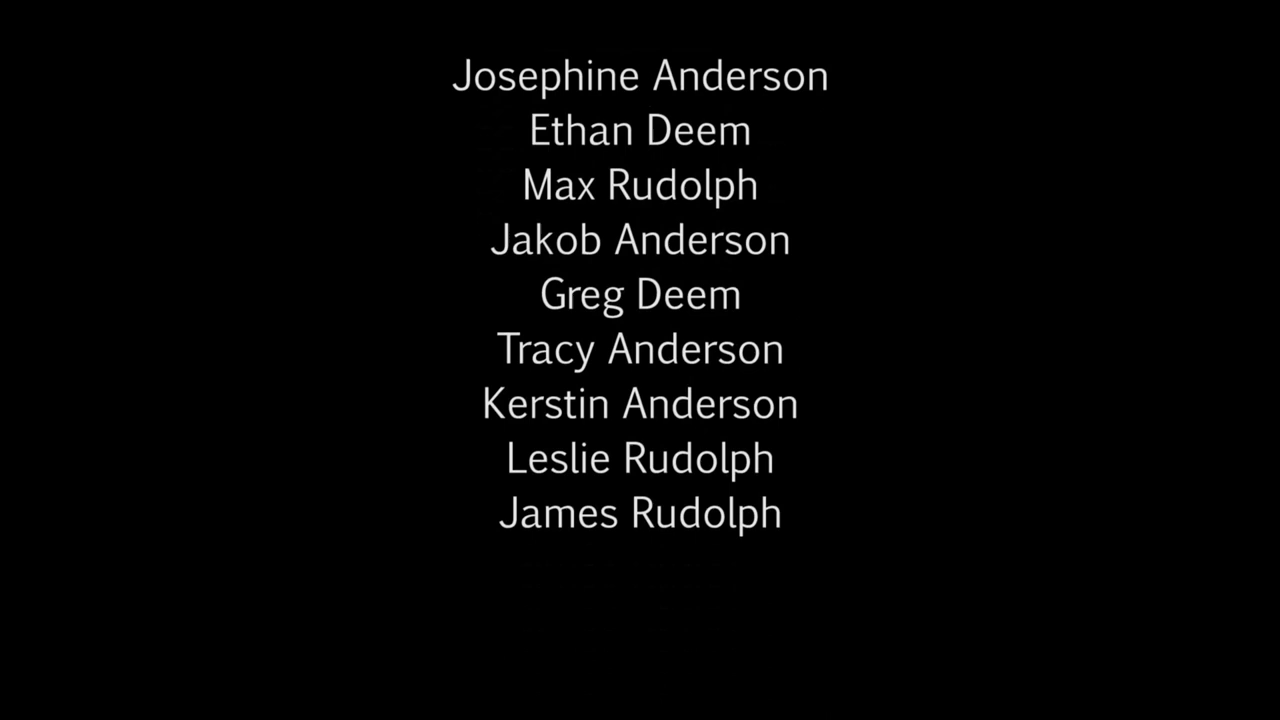 Josephine Anderson
Ethan Deem
Max Rudolph
Jakob Anderson
Greg Deem
Tracy Anderson
Kerstin Anderson
Leslie Rudolph
James Rudolph